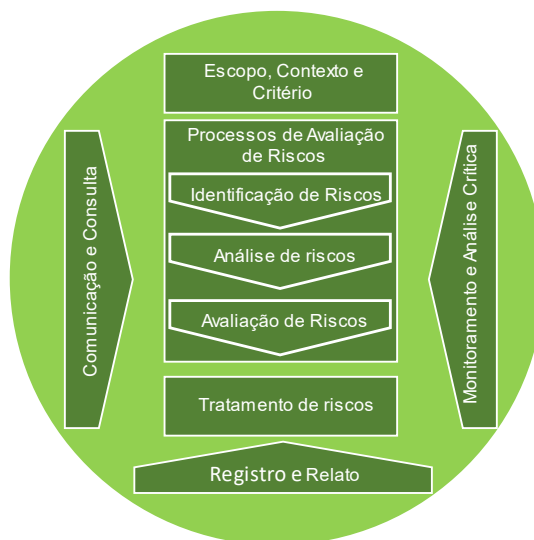 Escopo, Contexto e
Critério
Processos de Avaliação
de Riscos
Identificação de Riscos
Análise de riscos
Avaliação de Riscos
Tratamento de riscos
Registro e Relato
Comunicação e Consulta
Monitoramento e Análise Crítica